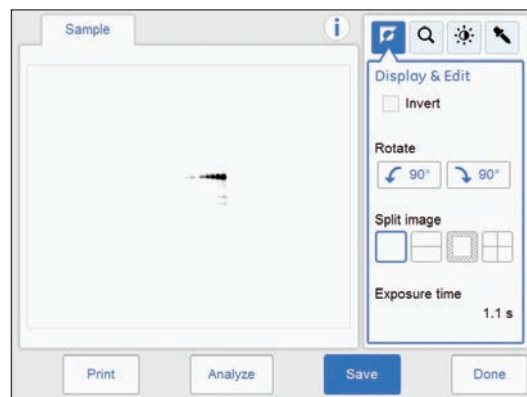 Sample
i
Display & Edit
Invert
Rotate
90°
90°
Split image
Exposure time
1.1 s
Print
Analyze
Save
Done